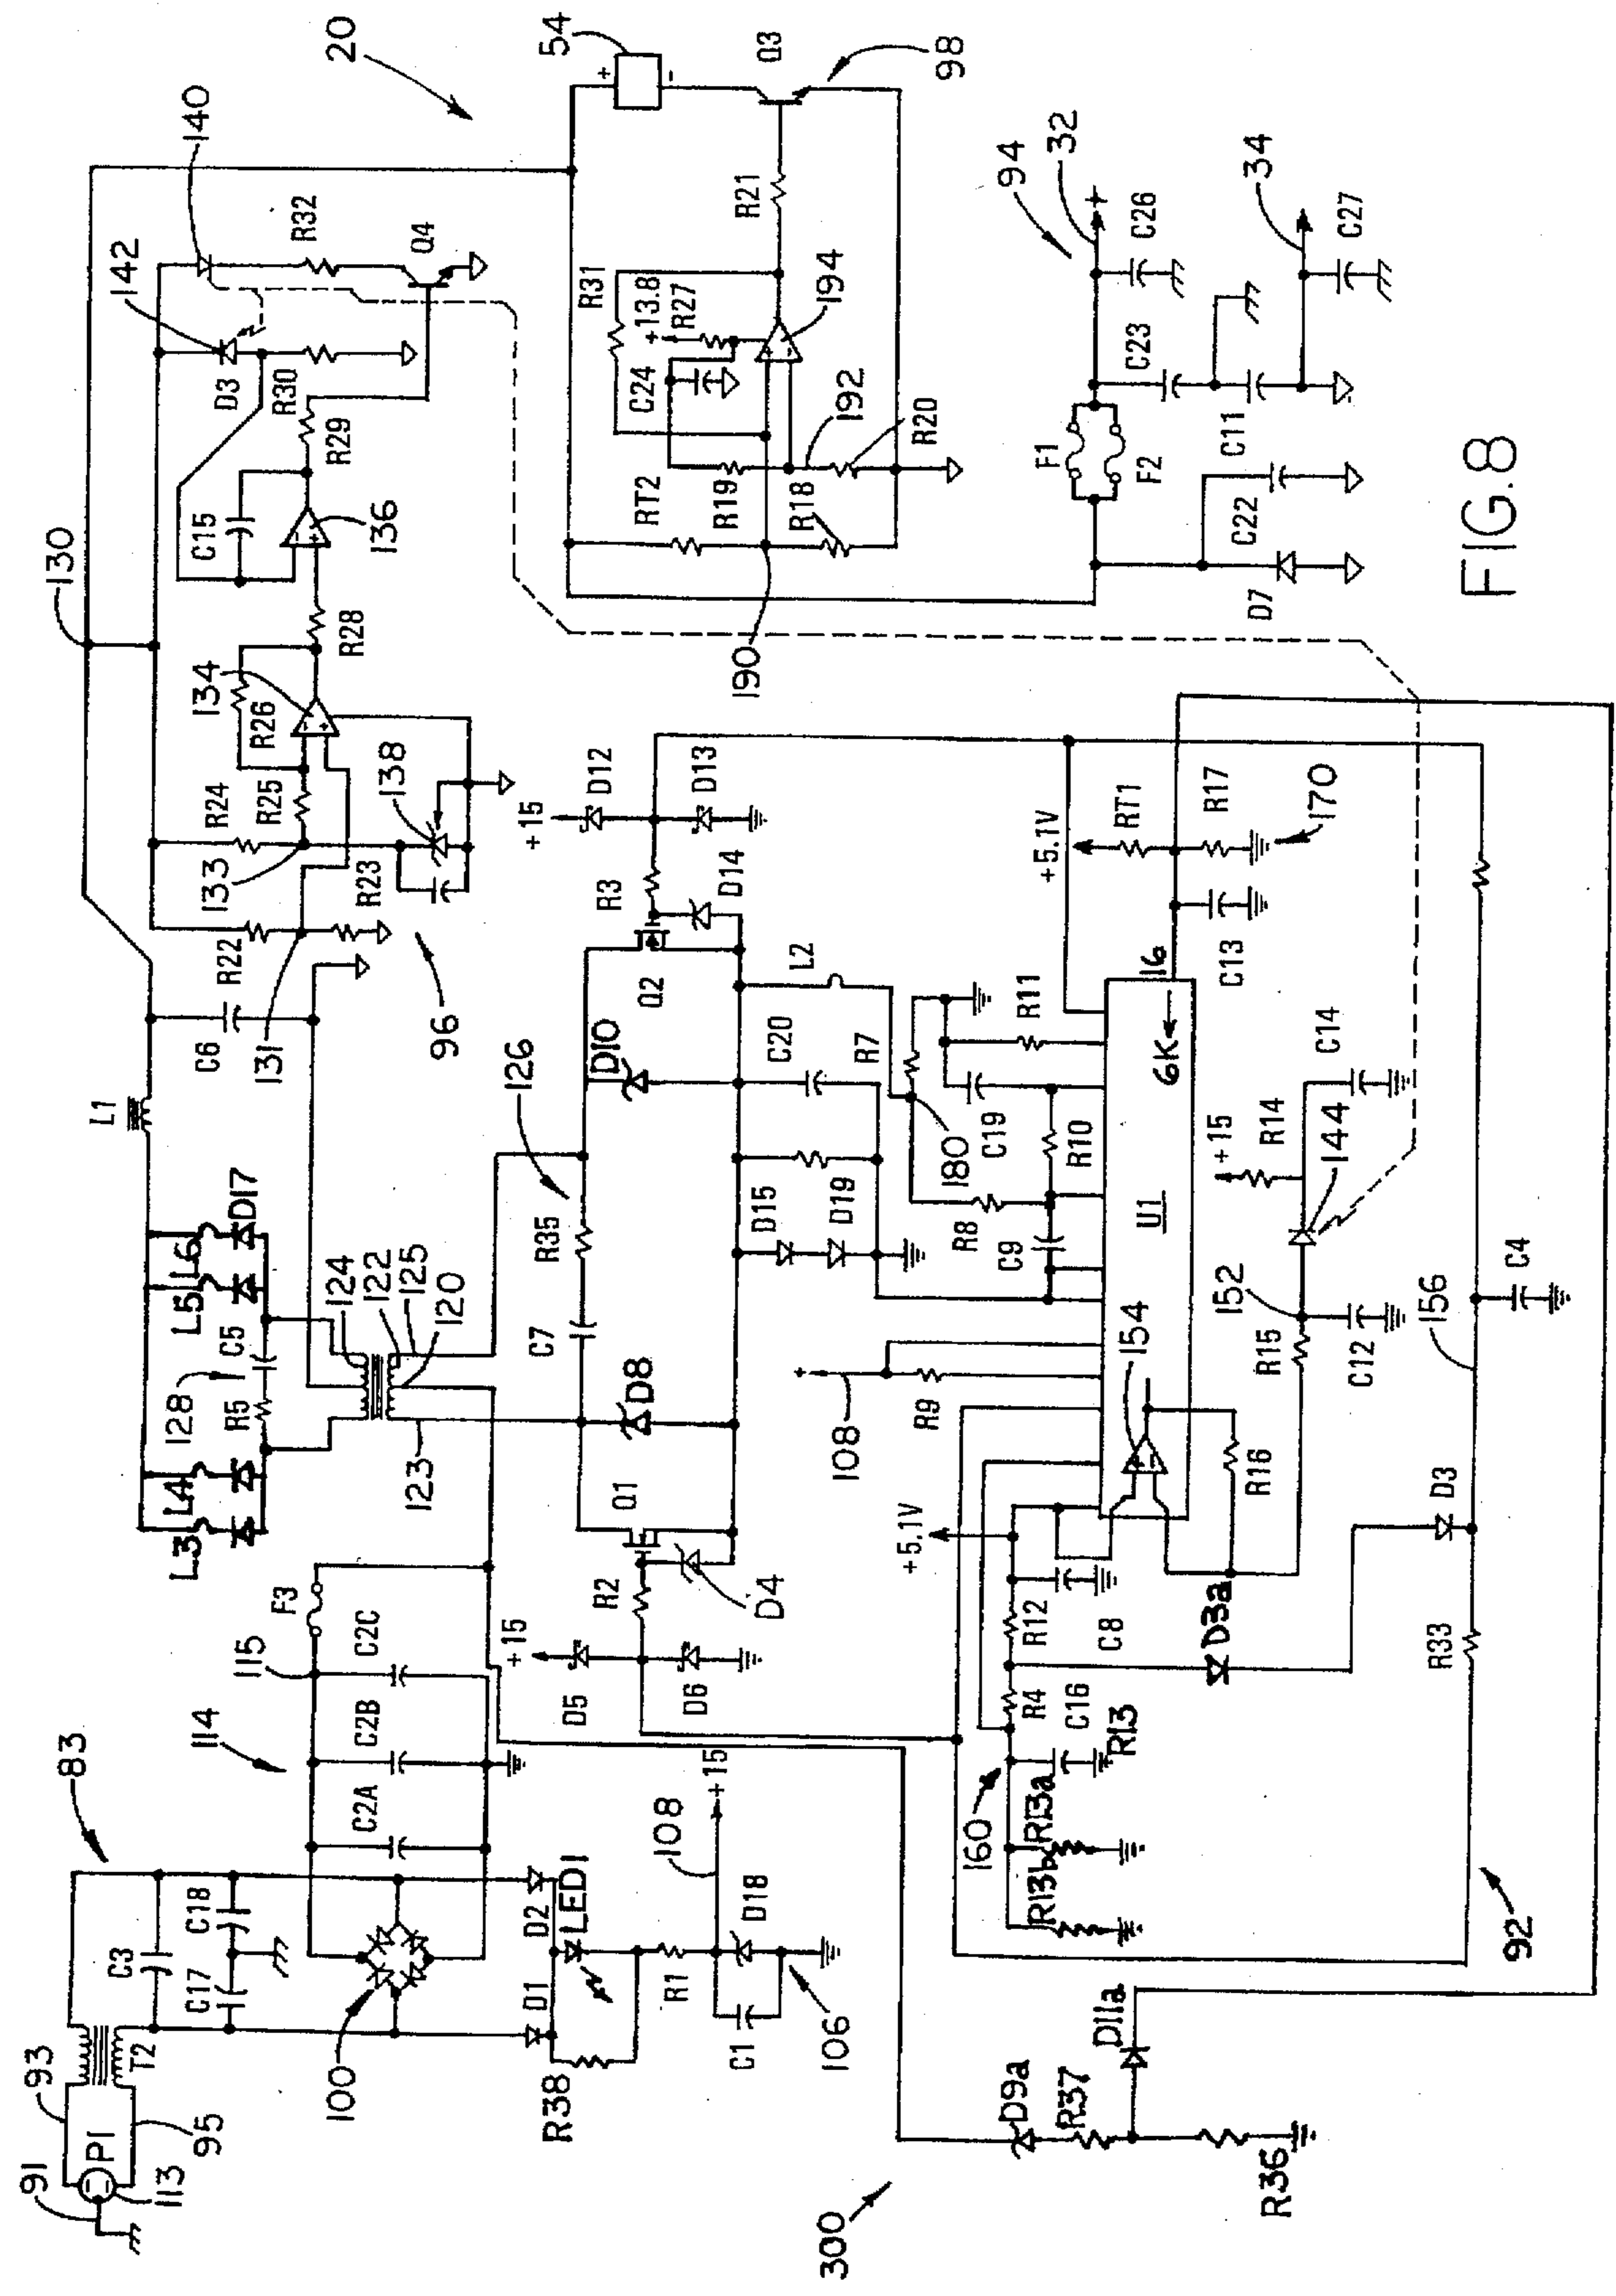 20
54
+
-
Q3
98
140
142
R32
Q4
D3
R30
R29
C15
136
R31
+13.8
R27
C24
194
R21
192
R20
RT2
R19
R18
190
94
32
+
C26
34
C27
C23
C11
F1
F2
C22
D7
FIG.8
130
134
R26
R28
R24
R25
138
133
R23
R22
131
96
C6
L1
D17
L6
L5
C5
128
R5
L4
L3
124
122
125
120
123
126
R35
C7
D10
D8
Q2
Q1
R3
D14
D12
D13
+15
L2
C20
R7
D15
D19
180
C19
R11
R10
R8
C9
U1
6K
16
+5.1V
RT1
R17
170
C13
C14
+15
R14
144
152
R15
C12
156
C4
154
R16
108
+
R9
+5.1V
R12
C8
D3a
D3
R33
R4
C16
R13
160
R13a
R13b
92
F3
115
C2C
C2B
C2A
114
83
R2
D4
+15
D5
D6
93
95
91
P1
113
T2
C3
C17
C18
100
D1
D2
LED1
R38
R1
C1
D18
106
108
+15
D9a
R37
D11a
R36
300